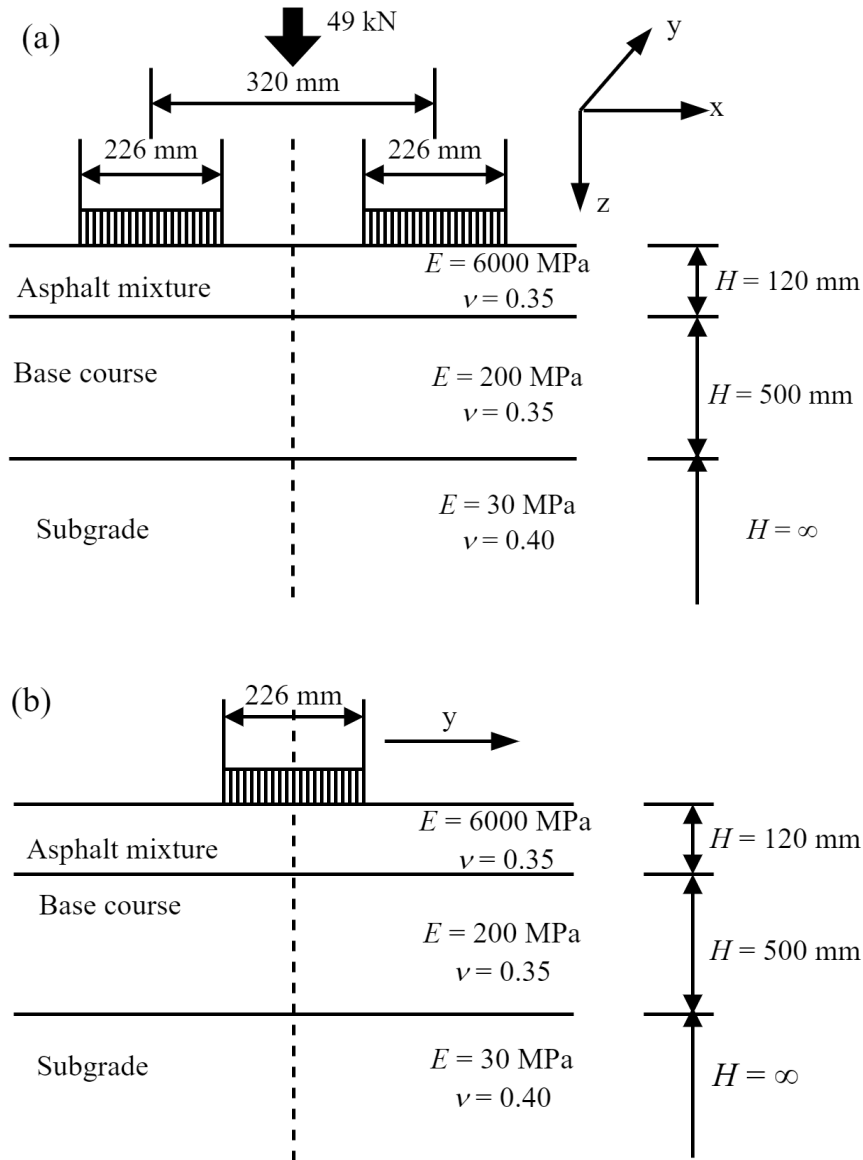 (a)
49 kN
320 mm
226 mm
226 mm
y
x
z
Asphalt mixture
E = 6000 MPa
ν = 0.35
H = 120 mm
Base course
E = 200 MPa
ν = 0.35
H = 500 mm
Subgrade
E = 30 MPa
ν = 0.40
H = ∞
(b)
226 mm
y
Asphalt mixture
E = 6000 MPa
ν = 0.35
H = 120 mm
Base course
E = 200 MPa
ν = 0.35
H = 500 mm
Subgrade
E = 30 MPa
ν = 0.40
H = ∞